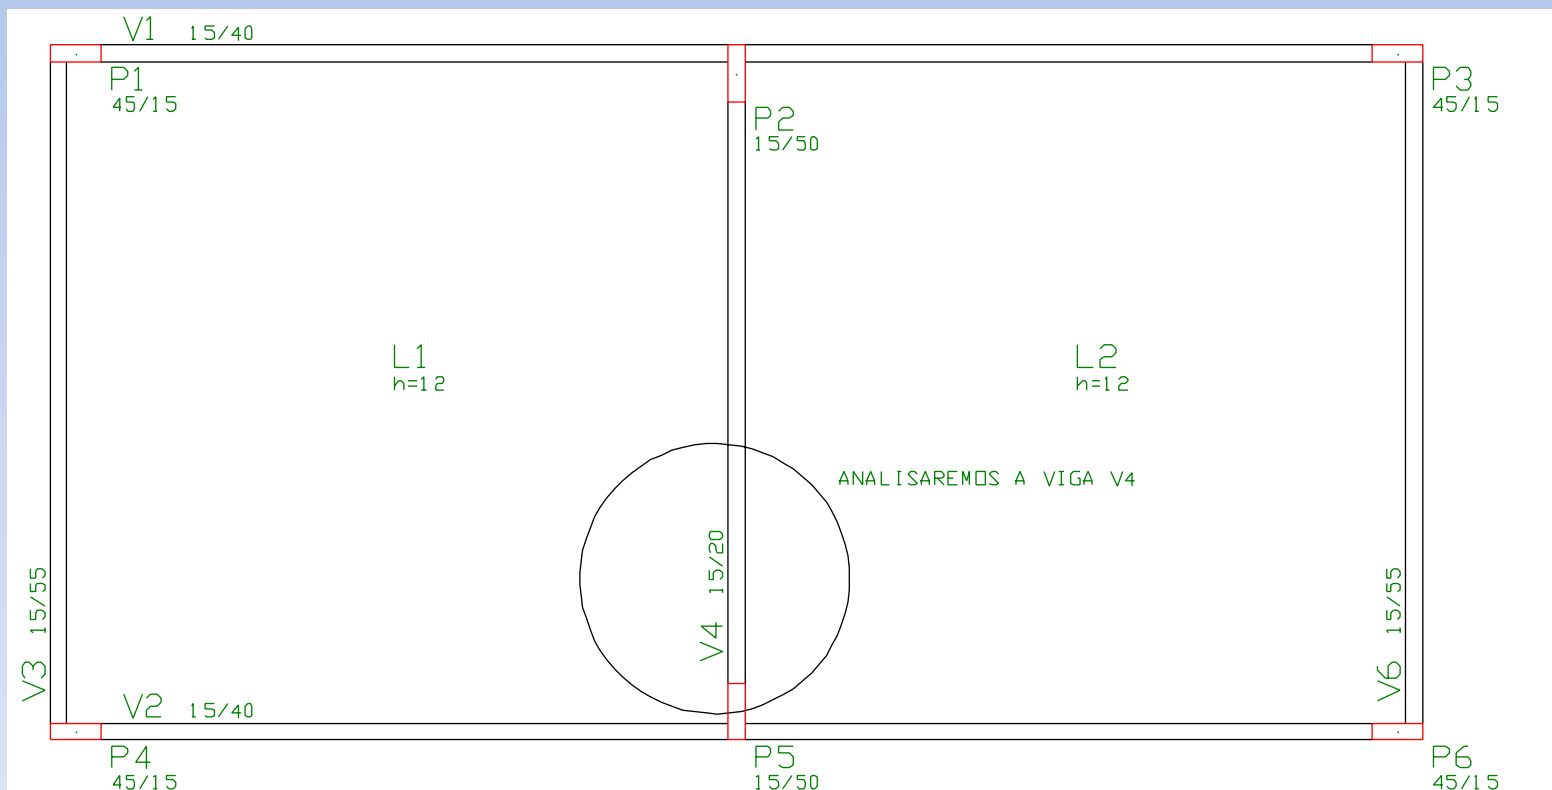 V1 15/40
P1
45/15
P2
15/50
P3
45/15
L1
h=12
L2
h=12
ANALISAREMOS A VIGA V4
V3 15/55
V4 15/20
V6 15/55
V2 15/40
P4
45/15
P5
15/50
P6
45/15